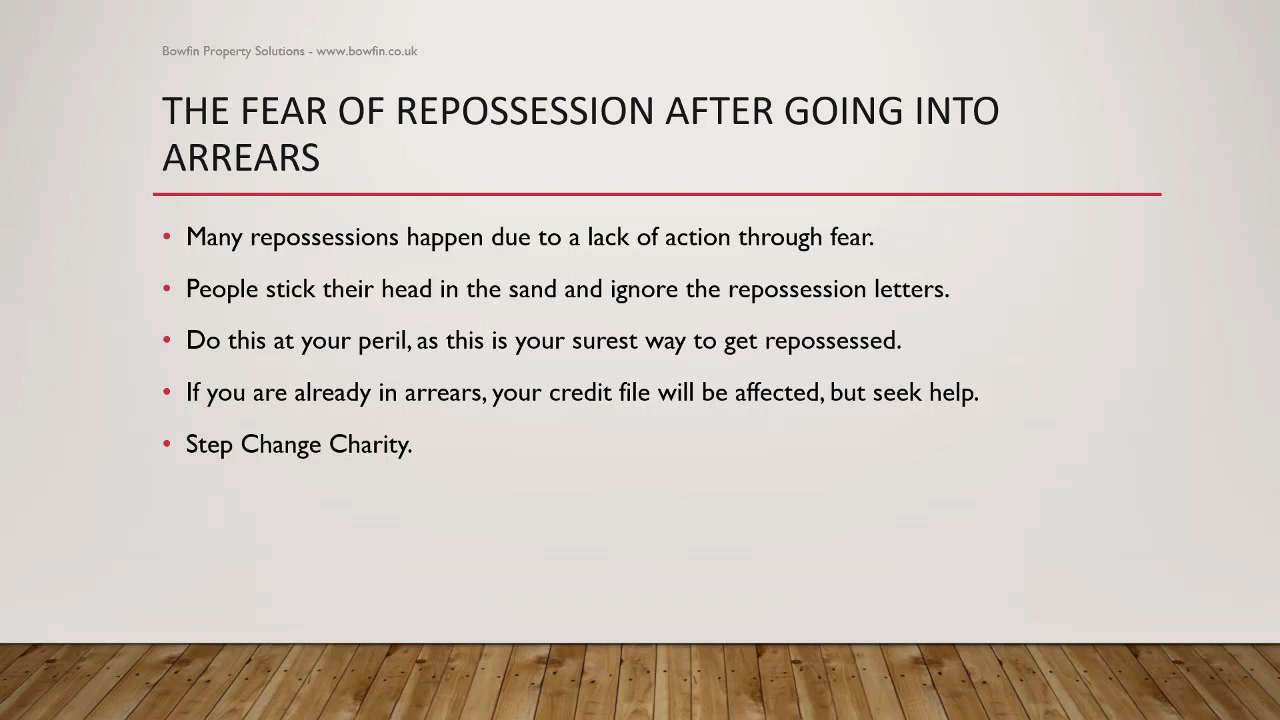 Bowfin Property Solutions - www.bowfin.co.uk
THE FEAR OF REPOSSESSION AFTER GOING INTO
ARREARS
• Many repossessions happen due to a lack of action through fear.
• People stick their head in the sand and ignore the repossession letters.
• Do this at your peril, as this is your surest way to get repossessed.
• If you are already in arrears, your credit file will be affected, but seek help.
• Step Change Charity.